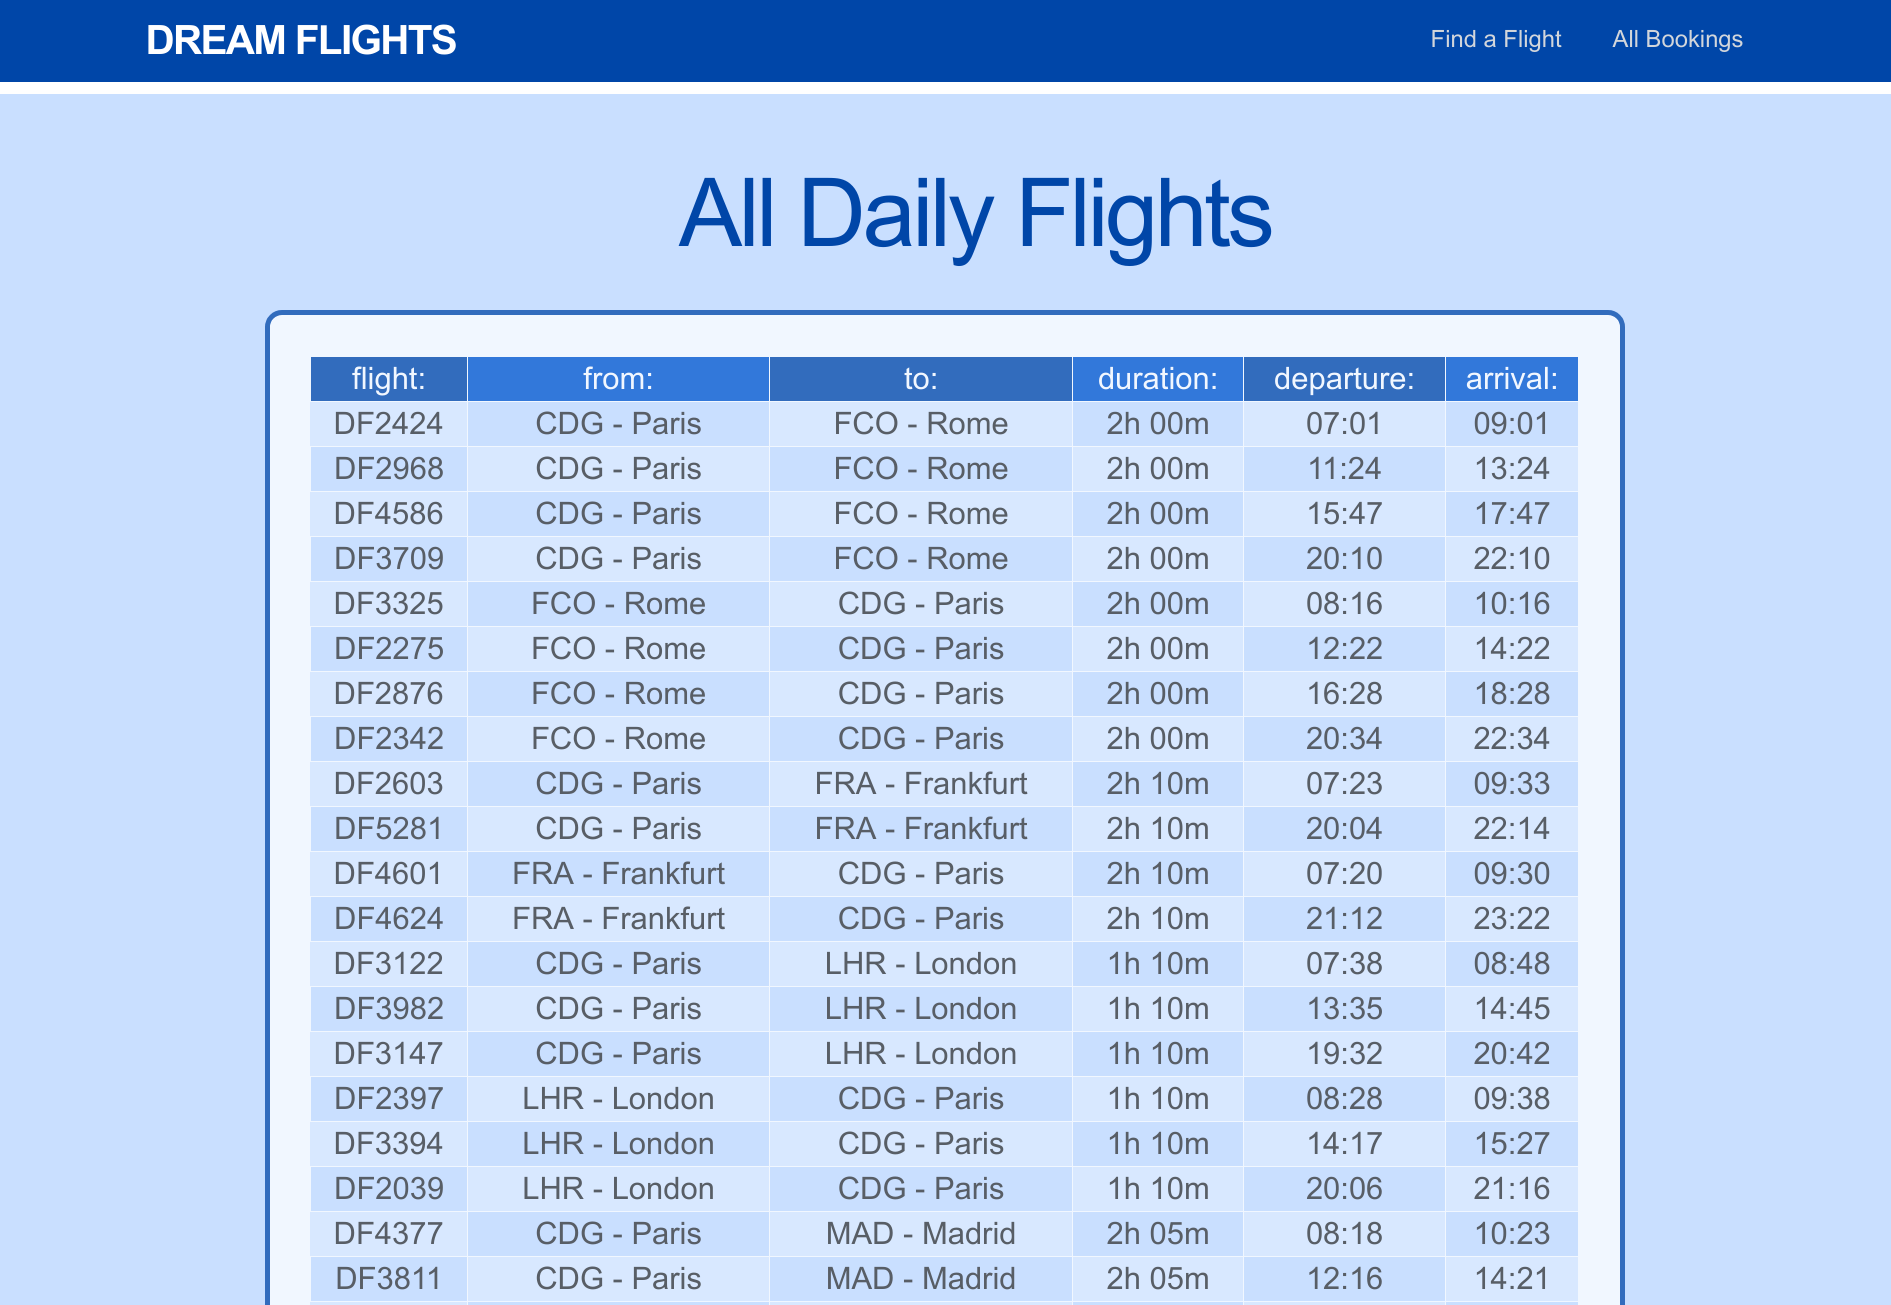 DREAM FLIGHTS Find a Flight All Bookings
All Daily Flights
flight: from: to: duration: departure: arrival:
DF2424 CDG - Paris FCO - Rome 2h 00m 07:01 09:01
DF2968 CDG - Paris FCO - Rome 2h 00m 11:24 13:24
DF4586 CDG - Paris FCO - Rome 2h 00m 15:47 17:47
DF3709 CDG - Paris FCO - Rome 2h 00m 20:10 22:10
DF3325 FCO - Rome CDG - Paris 2h 00m 08:16 10:16
DF2275 FCO - Rome CDG - Paris 2h 00m 12:22 14:22
DF2876 FCO - Rome CDG - Paris 2h 00m 16:28 18:28
DF2342 FCO - Rome CDG - Paris 2h 00m 20:34 22:34
DF2603 CDG - Paris FRA - Frankfurt 2h 10m 07:23 09:33
DF5281 CDG - Paris FRA - Frankfurt 2h 10m 20:04 22:14
DF4601 FRA - Frankfurt CDG - Paris 2h 10m 07:20 09:30
DF4624 FRA - Frankfurt CDG - Paris 2h 10m 21:12 23:22
DF3122 CDG - Paris LHR - London 1h 10m 07:38 08:48
DF3982 CDG - Paris LHR - London 1h 10m 13:35 14:45
DF3147 CDG - Paris LHR - London 1h 10m 19:32 20:42
DF2397 LHR - London CDG - Paris 1h 10m 08:28 09:38
DF3394 LHR - London CDG - Paris 1h 10m 14:17 15:27
DF2039 LHR - London CDG - Paris 1h 10m 20:06 21:16
DF4377 CDG - Paris MAD - Madrid 2h 05m 08:18 10:23
DF3811 CDG - Paris MAD - Madrid 2h 05m 12:16 14:21